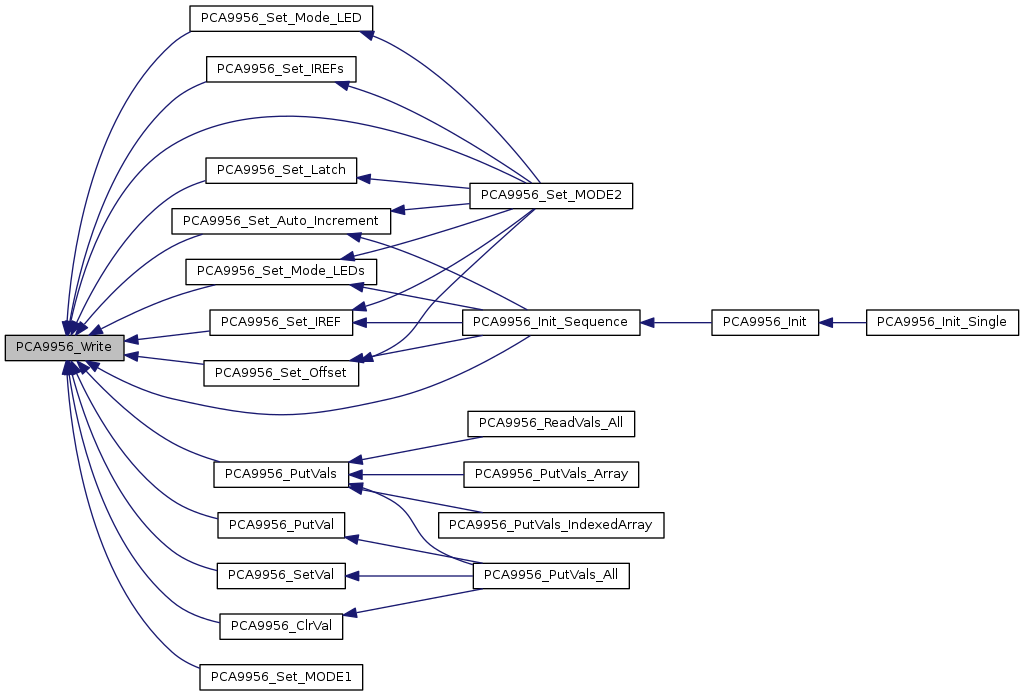 PCA9956_Set_Mode_LED
PCA9956_Set_IREFs
PCA9956_Set_Latch
PCA9956_Set_MODE2
PCA9956_Set_Auto_Increment
PCA9956_Set_Mode_LEDs
PCA9956_Set_IREF
PCA9956_Init_Sequence
PCA9956_Init
PCA9956_Init_Single
PCA9956_Write
PCA9956_Set_Offset
PCA9956_ReadVals_All
PCA9956_PutVals
PCA9956_PutVals_Array
PCA9956_PutVal
PCA9956_PutVals_IndexedArray
PCA9956_SetVal
PCA9956_PutVals_All
PCA9956_ClrVal
PCA9956_Set_MODE1